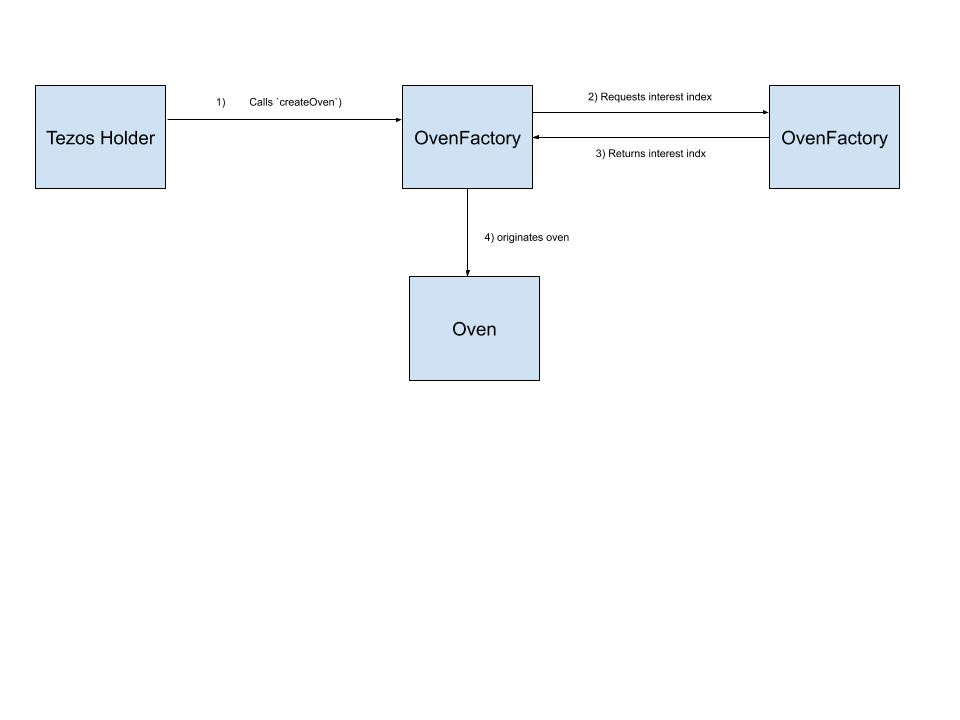 1) Calls `createOven`)
2) Requests interest index
Tezos Holder
OvenFactory
OvenFactory
3) Returns interest indx
4) originates oven
Oven